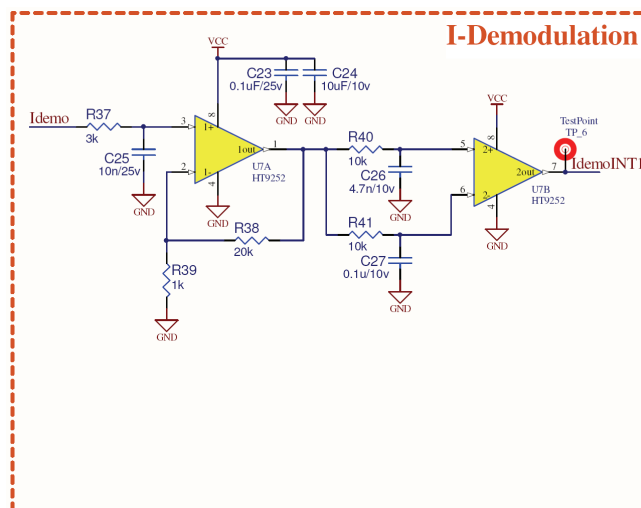 I-Demodulation
VCC
C23
0.1uF/25v
C24
10uF/10v
GND
GND
Idemo
R37
3k
C25
10n/25v
GND
8
3
1+
1out
1
2
1-
4
U7A
HT9252
GND
R38
20k
R39
1k
GND
R40
10k
C26
4.7n/10v
GND
R41
10k
C27
0.1u/10v
GND
VCC
8
5
2+
2out
7
6
2-
4
U7B
HT9252
GND
TestPoint
TP_6
IdemoINT1